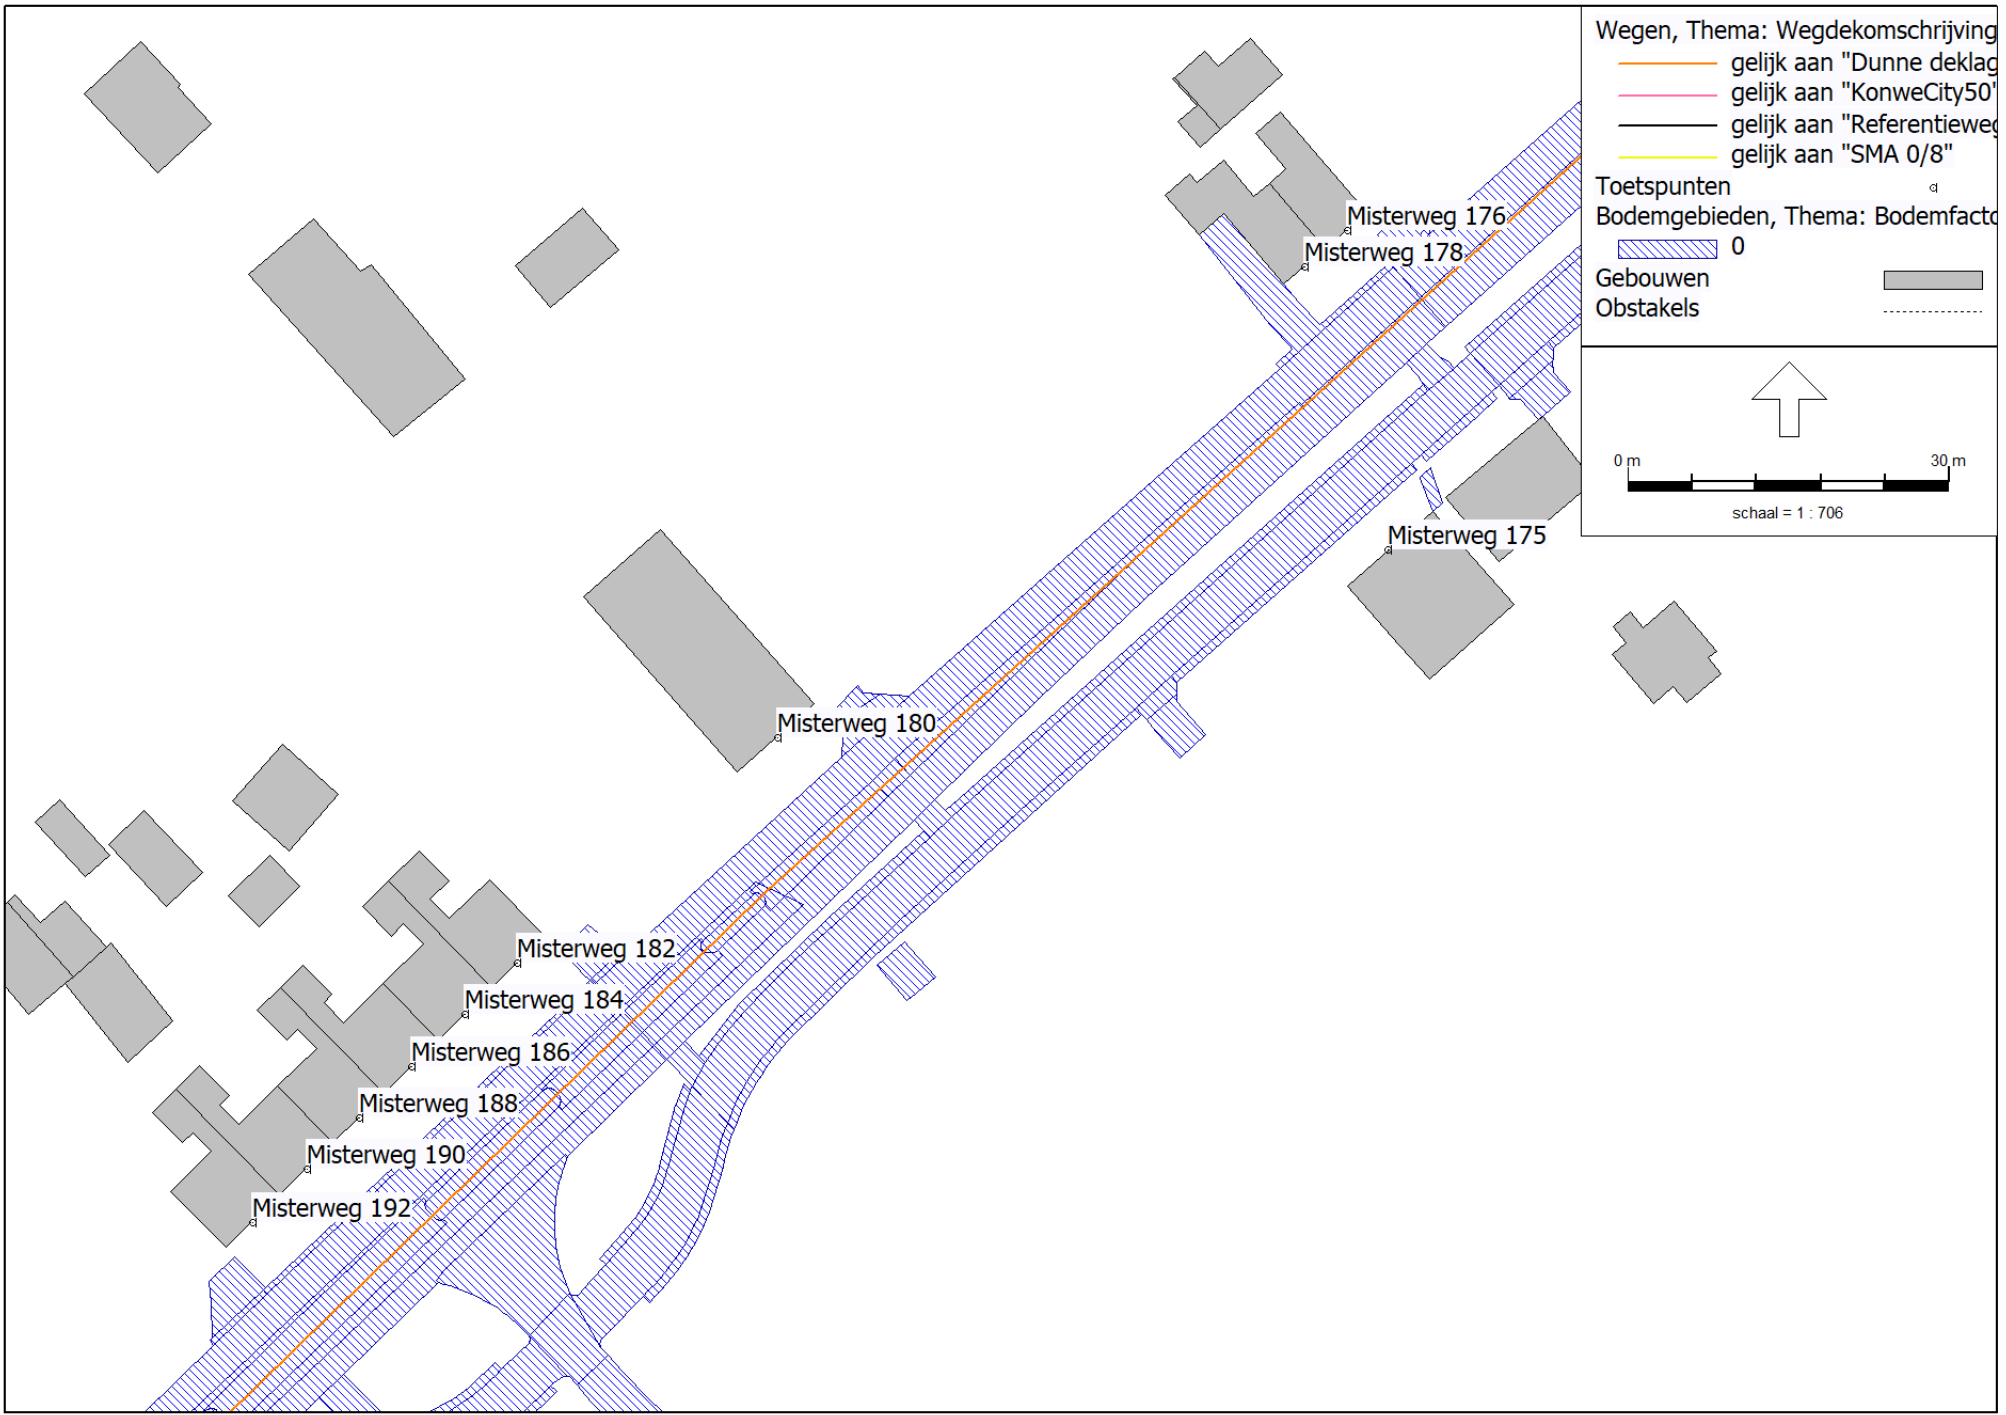 Wegen, Thema: Wegdekomschrijving
gelijk aan "Dunne deklag
gelijk aan "KonweCity50"
gelijk aan "Referentieweg
gelijk aan "SMA 0/8"
Toetspunten
Bodemgebieden, Thema: Bodemfacto
0
Gebouwen
Obstakels
0 m 30 m
schaal = 1 : 706
Misterweg 176
Misterweg 178
Misterweg 175
Misterweg 180
Misterweg 182
Misterweg 184
Misterweg 186
Misterweg 188
Misterweg 190
Misterweg 192